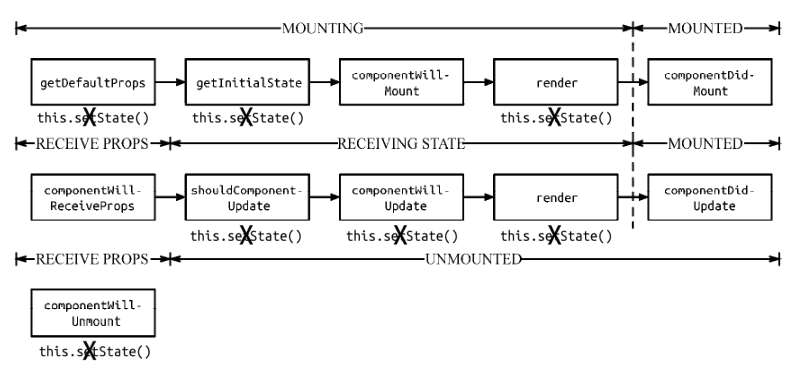 MOUNTING MOUNTED
getDefaultProps getInitialState componentWill-
Mount render componentDid-
Mount
this.setState() this.setState() this.setState()
RECEIVE PROPS RECEIVING STATE MOUNTED
componentWill-
ReceiveProps shouldComponent-
Update componentWill-
Update render componentDid-
Update
this.setState() this.setState() this.setState()
RECEIVE PROPS UNMOUNTED
componentWill-
Unmount
this.setState()